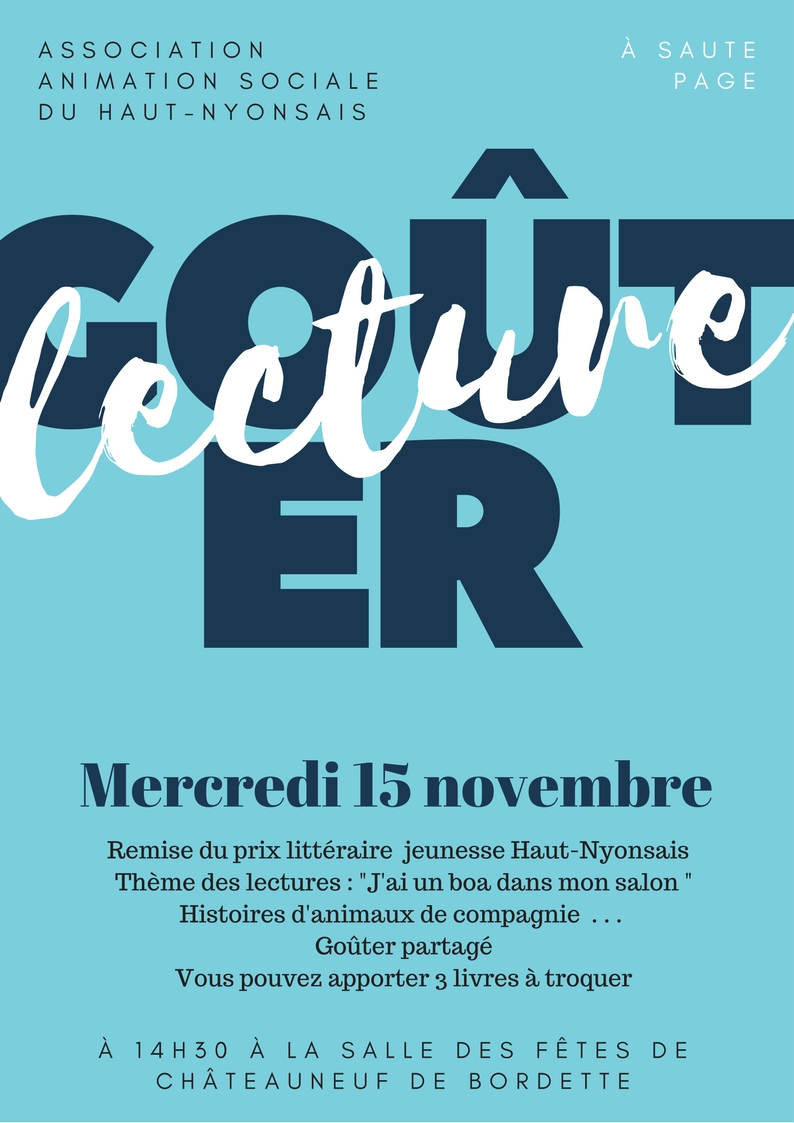 ASSOCIATION
ANIMATION SOCIALE
DU HAUT-NYONSAIS
À SAUTE
PAGE
GOÛT
lecture
ER
Mercredi 15 novembre
Remise du prix littéraire jeunesse Haut-Nyonsais
Thème des lectures : "J'ai un boa dans mon salon "
Histoires d'animaux de compagnie . . .
Goûter partagé
Vous pouvez apporter 3 livres à troquer
À 14H30 À LA SALLE DES FÊTES DE
CHÂTEAUNEUF DE BORDETTE